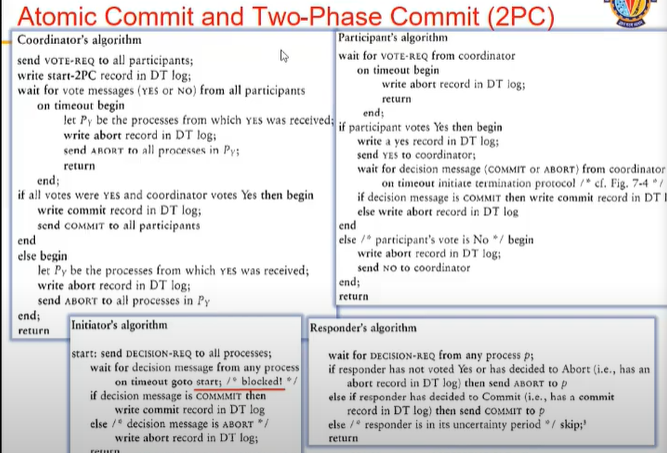 Atomic Commit and Two-Phase Commit (2PC)
Coordinator's algorithm
send VOTE-REQ to all participants;
write start-2PC record in DT log;
wait for vote messages (YES or NO) from all participants
on timeout begin
let Py be the processes from which YES was received;
write abort record in DT log;
send ABORT to all processes in Py;
return
end;
if all votes were YES and coordinator votes Yes then begin
write commit record in DT log;
send COMMIT to all participants
end
else begin
let Py be the processes from which YES was received;
write abort record in DT log;
send ABORT to all processes in Py
end;
return
Participant's algorithm
wait for VOTE-REQ from coordinator
on timeout begin
write abort record in DT log;
return
end;
if participant votes Yes then begin
write a yes record in DT log;
send YES to coordinator;
wait for decision message (COMMIT or ABORT) from coordinator
on timeout initiate termination protocol /* cf. Fig. 7-4 */
if decision message is COMMIT then write commit record in DT l
else write abort record in DT log
end
else /* participant's vote is No */ begin
write abort record in DT log;
send NO to coordinator
end;
return
Initiator's algorithm
start: send DECISION-REQ to all processes;
wait for decision message from any process
on timeout goto start; /* blocked! */
if decision message is COMMMIT then
write commit record in DT log
else /* decision message is ABORT */
write abort record in DT log;
return
Responder's algorithm
wait for DECISION-REQ from any process p;
if responder has not voted Yes or has decided to Abort (i.e., has an
abort record in DT log) then send ABORT to p
else if responder has decided to Commit (i.e., has a commit
record in DT log) then send COMMIT to p
else /* responder is in its uncertainty period */ skip;³
return